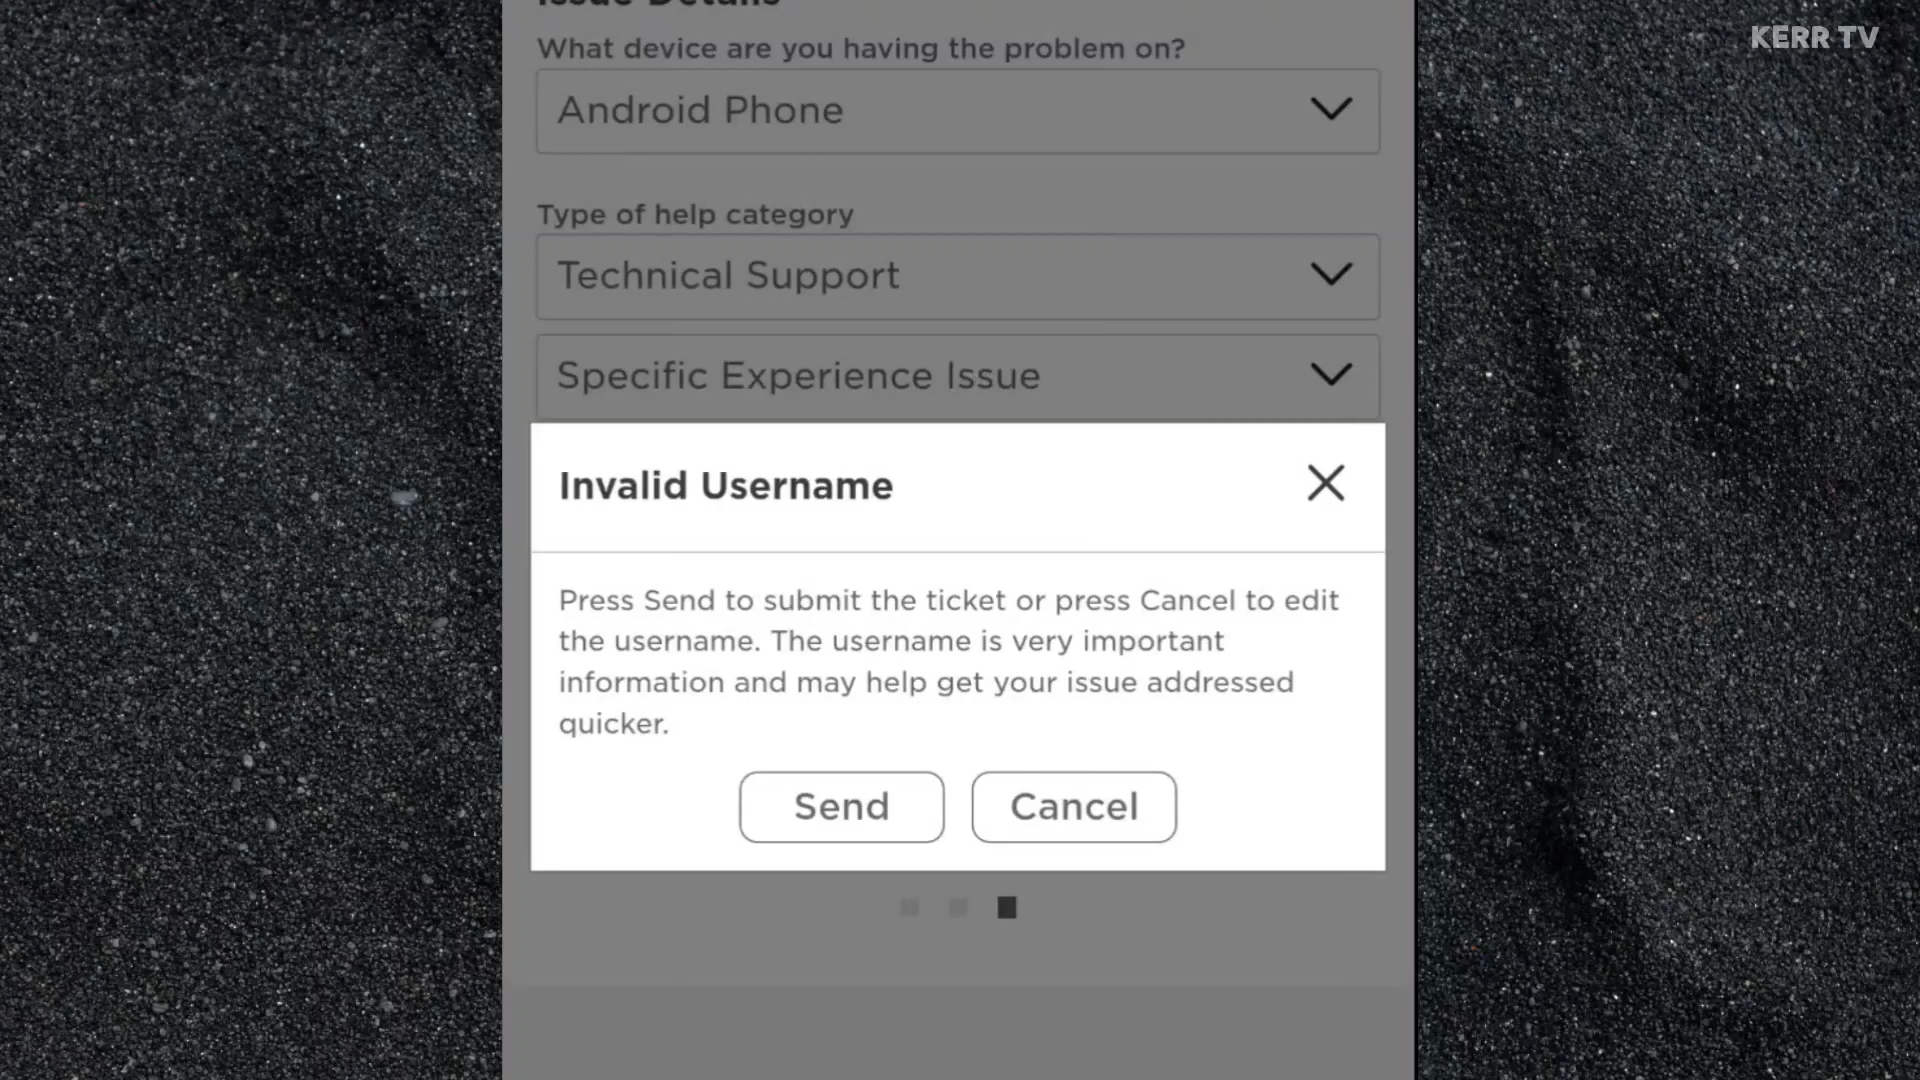 KERR TV
Issue Details
What device are you having the problem on?
Android Phone
Type of help category
Technical Support
Specific Experience Issue
Invalid Username
Press Send to submit the ticket or press Cancel to edit
the username. The username is very important
information and may help get your issue addressed
quicker.
Send
Cancel